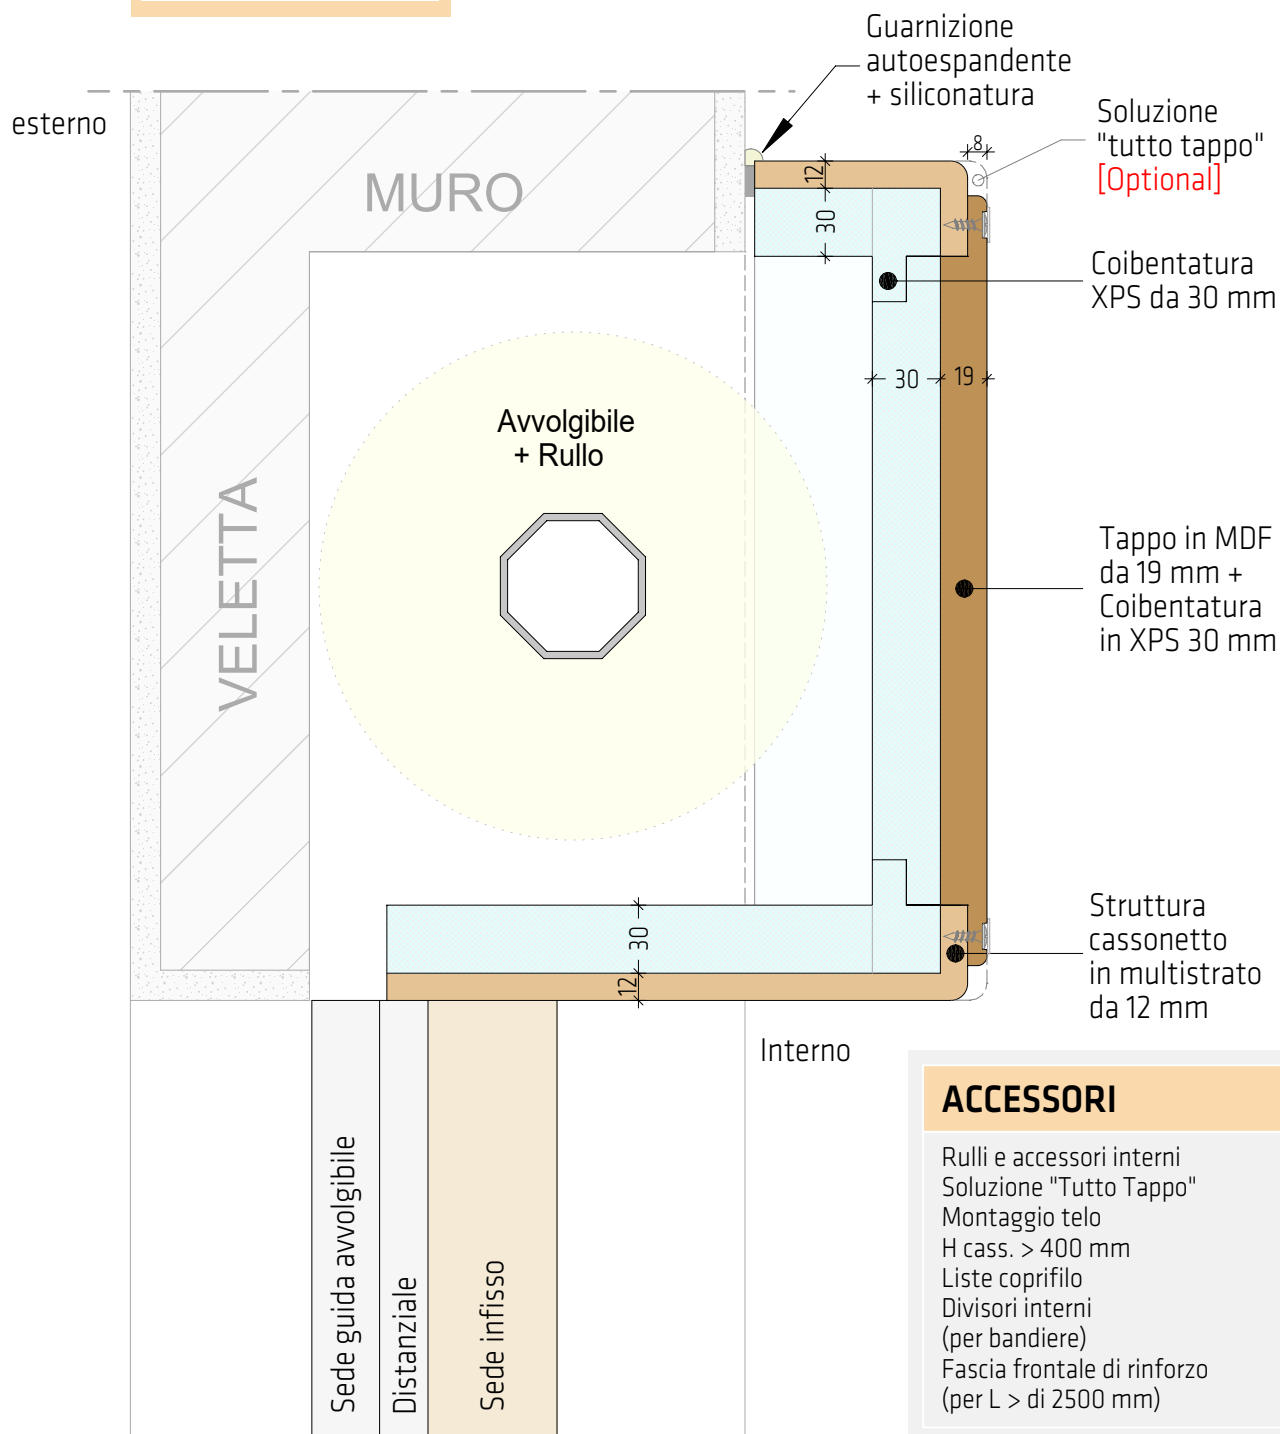 Guarnizione
autoespandente
+ siliconatura
esterno
Soluzione
"tutto tappo"
[Optional]
8
12
MURO
30
Coibentatura
XPS da 30 mm
30
19
Avvolgibile
+ Rullo
VELETTA
Tappo in MDF
da 19 mm +
Coibentatura
in XPS 30 mm
Struttura
cassonetto
in multistrato
da 12 mm
30
12
Interno
Sede guida avvolgibile
Distanziale
Sede infisso
ACCESSORI
Rulli e accessori interni
Soluzione "Tutto Tappo"
Montaggio telo
H cass. > 400 mm
Liste coprifilo
Divisori interni
(per bandiere)
Fascia frontale di rinforzo
(per L > di 2500 mm)